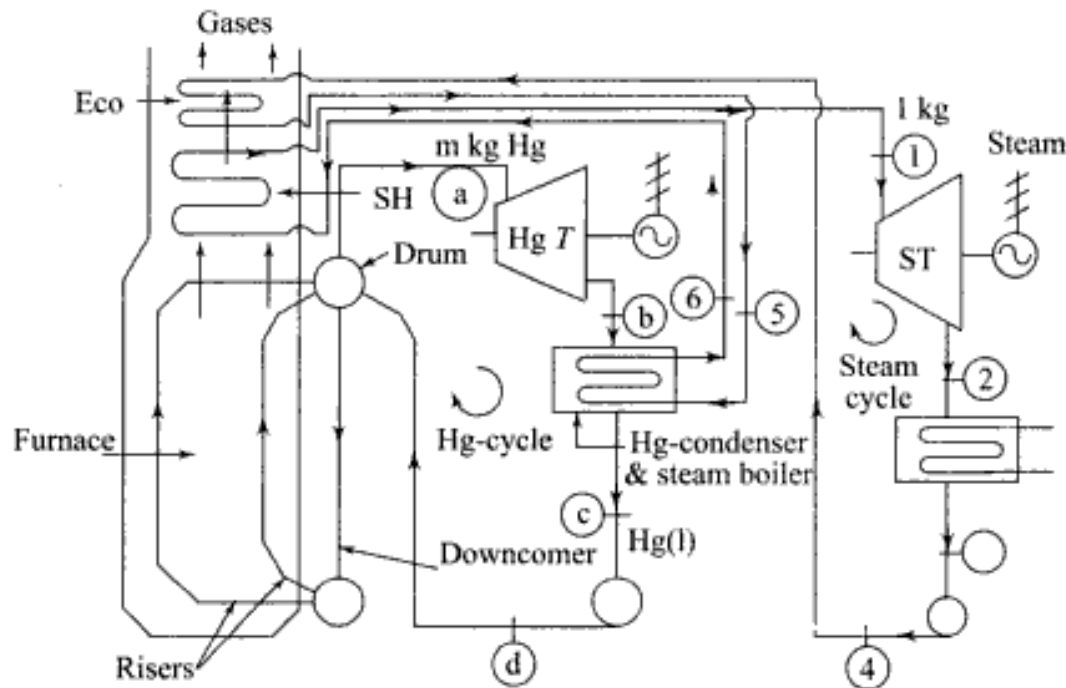 Gases
Eco
1 kg
1
Steam
m kg Hg
a
SH
Hg T
ST
Drum
6
5
b
Steam
cycle
2
Furnace
Hg-cycle
Hg-condenser
& steam boiler
c
Hg(l)
Downcomer
Risers
d
4